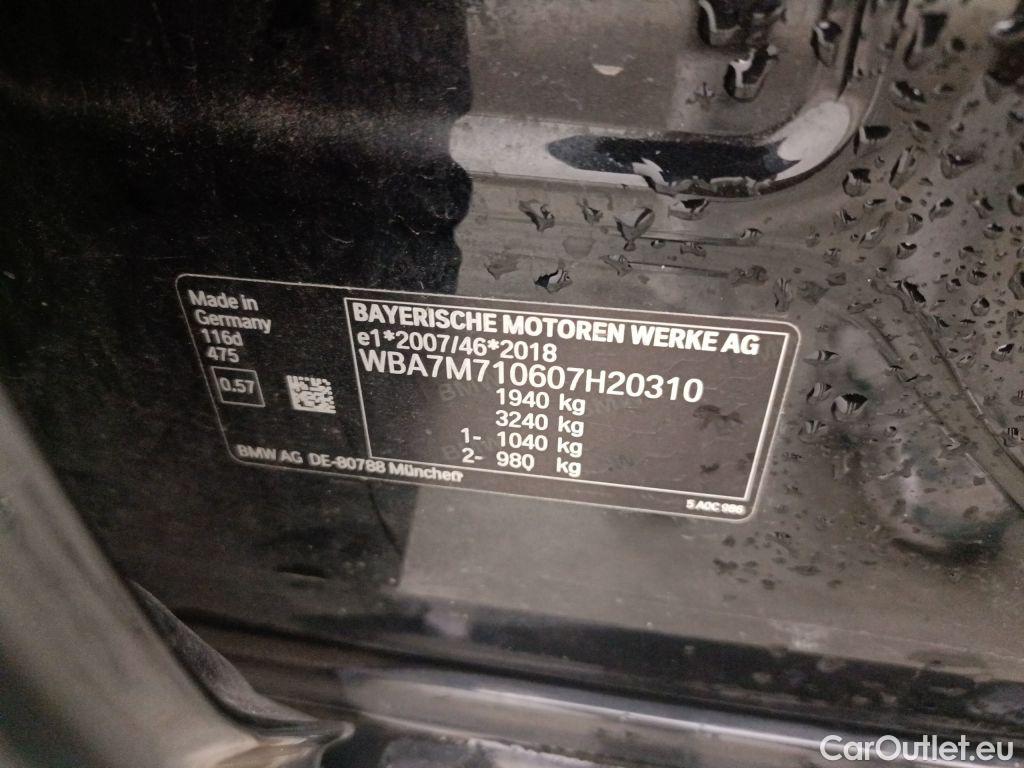 Made in
Germany
116d
475
0.57
BMW AG DE-80788 München
BAYERISCHE MOTOREN WERKE AG
e1*2007/46*2018
WBA7M710607H20310
1940 kg
3240 kg
1- 1040 kg
2- 980 kg
5 A0C 986
CarOutlet.eu